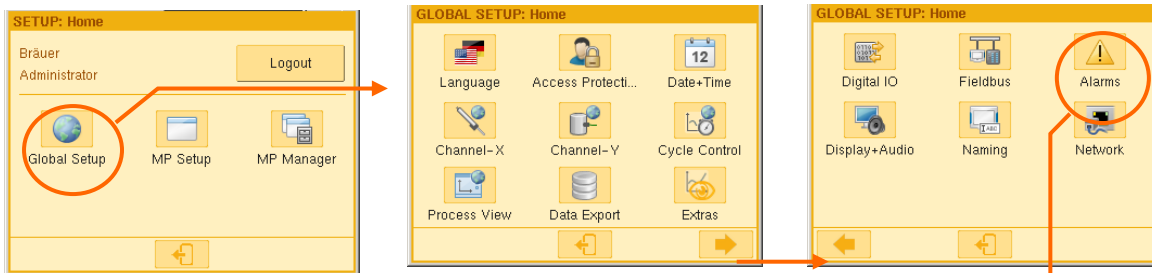 SETUP: Home
Bräuer
Administrator
Logout
Global Setup
MP Setup
MP Manager
GLOBAL SETUP: Home
12
Language
Access Protecti...
Date+Time
Channel-X
Channel-Y
Cycle Control
Process View
Data Export
Extras
GLOBAL SETUP: Home
Digital IO
Fieldbus
Alarms
ABC
Display+Audio
Naming
Network